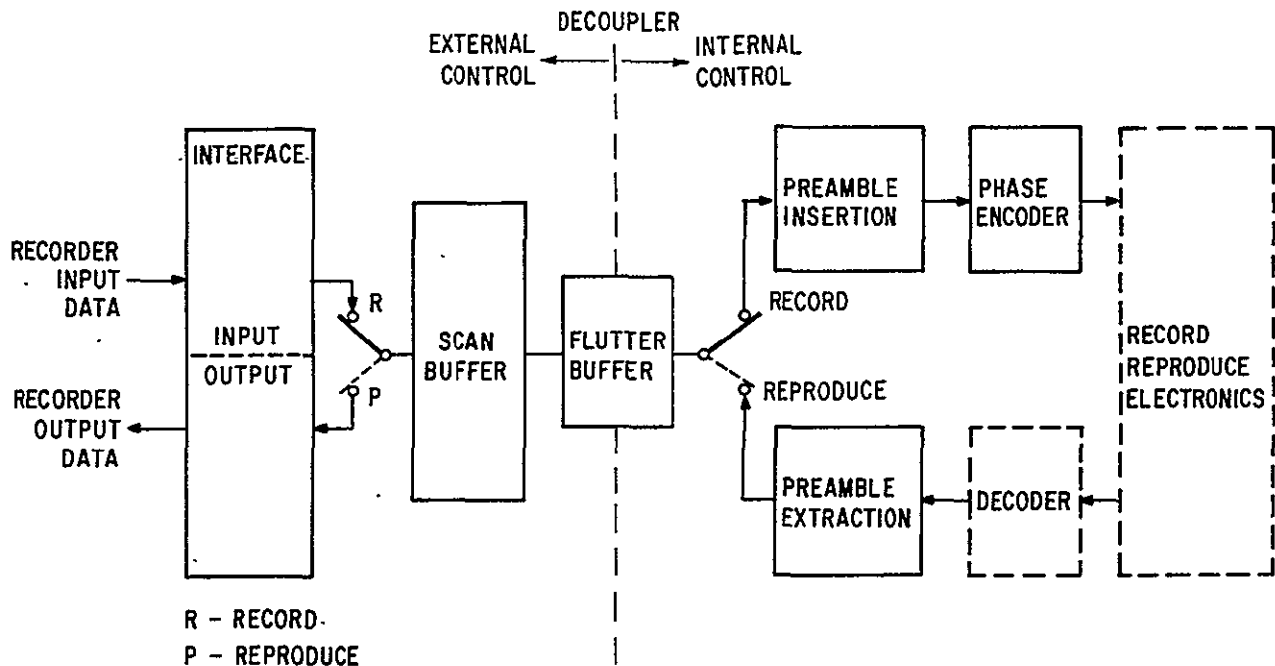 DECOUPLER
EXTERNAL
CONTROL
INTERNAL
CONTROL
INTERFACE
RECORDER
INPUT
DATA
INPUT
OUTPUT
RECORDER
OUTPUT
DATA
R
P
SCAN
BUFFER
FLUTTER
BUFFER
RECORD
REPRODUCE
PREAMBLE
INSERTION
PHASE
ENCODER
RECORD
REPRODUCE
ELECTRONICS
PREAMBLE
EXTRACTION
DECODER
R - RECORD
P - REPRODUCE